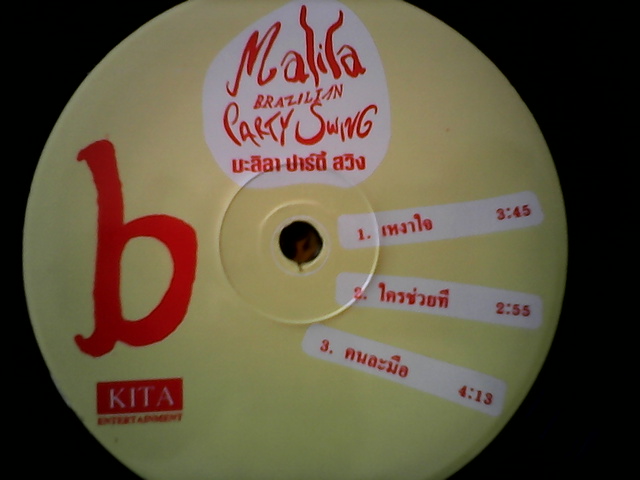 Malila
BRAZILIAN
PARTY SWING
มะลิลา ปาร์ตี้ สวิง
b
1. เหงาใจ 3:45
2. ใครช่วยที 2:55
3. คนละมือ 4:13
KITA
ENTERTAINMENT